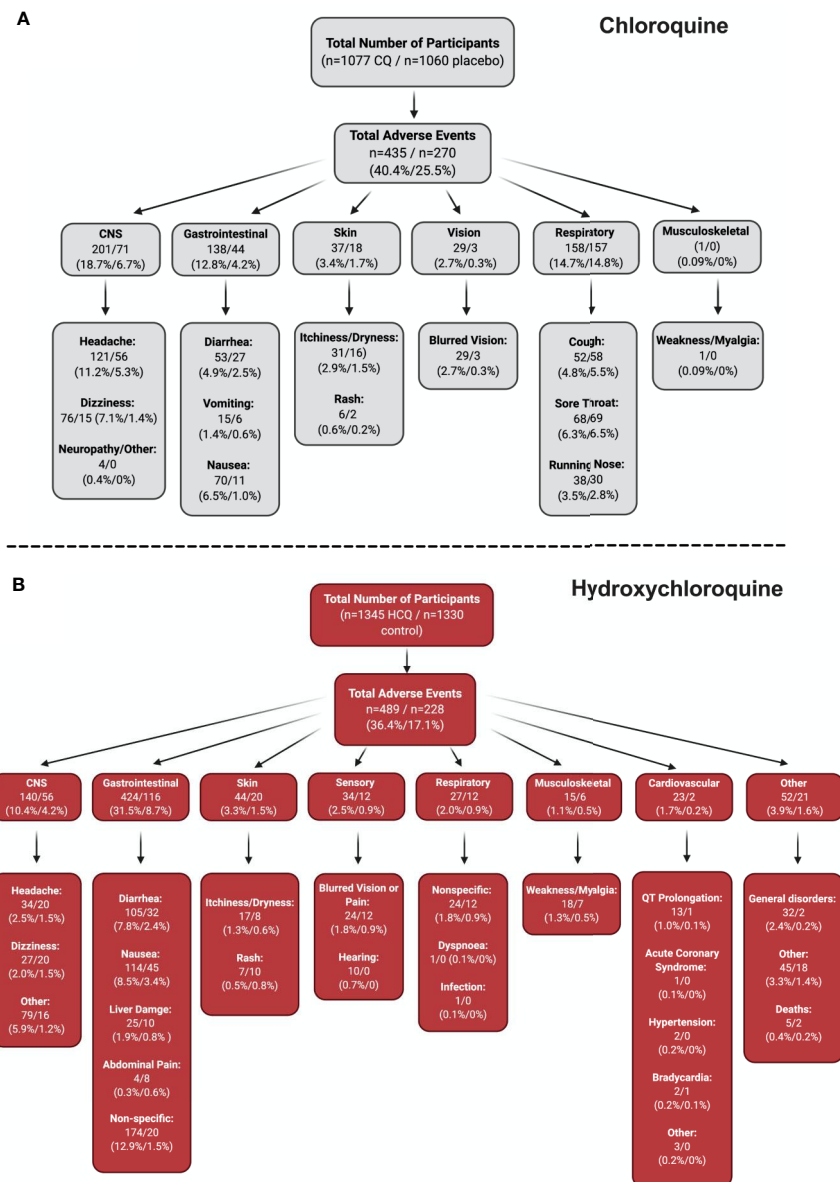 A
Chloroquine
Total Number of Participants
(n=1077 CQ / n=1060 placebo)
Total Adverse Events
n=435 / n=270
(40.4%/25.5%)
CNS
201/71
(18.7%/6.7%)
Gastrointestinal
138/44
(12.8%/4.2%)
Skin
37/18
(3.4%/1.7%)
Vision
29/3
(2.7%/0.3%)
Respiratory
158/157
(14.7%/14.8%)
Musculoskeletal
(1/0)
(0.09%/0%)
Headache:
121/56
(11.2%/5.3%)
Dizziness:
76/15 (7.1%/1.4%)
Neuropathy/Other:
4/0
(0.4%/0%)
Diarrhea:
53/27
(4.9%/2.5%)
Vomiting:
15/6
(1.4%/0.6%)
Nausea:
70/11
(6.5%/1.0%)
Itchiness/Dryness:
31/16)
(2.9%/1.5%)
Rash:
6/2
(0.6%/0.2%)
Blurred Vision:
29/3
(2.7%/0.3%)
Cough:
52/58
(4.8%/5.5%)
Sore Throat:
68/69
(6.3%/6.5%)
Running Nose:
38/30
(3.5%/2.8%)
Weakness/Myalgia:
1/0
(0.09%/0%)
B
Hydroxychloroquine
Total Number of Participants
(n=1345 HCQ / n=1330
control)
Total Adverse Events
n=489 / n=228
(36.4%/17.1%)
CNS
140/56
(10.4%/4.2%)
Gastrointestinal
424/116
(31.5%/8.7%)
Skin
44/20
(3.3%/1.5%)
Sensory
34/12
(2.5%/0.9%)
Respiratory
27/12
(2.0%/0.9%)
Musculoskeletal
15/6
(1.1%/0.5%)
Cardiovascular
23/2
(1.7%/0.2%)
Other
52/21
(3.9%/1.6%)
Headache:
34/20
(2.5%/1.5%)
Dizziness:
27/20
(2.0%/1.5%)
Other:
79/16
(5.9%/1.2%)
Diarrhea:
105/32
(7.8%/2.4%)
Nausea:
114/45
(8.5%/3.4%)
Liver Damge:
25/10
(1.9%/0.8% )
Abdominal Pain:
4/8
(0.3%/0.6%)
Non-specific:
174/20
(12.9%/1.5%)
Itchiness/Dryness:
17/8
(1.3%/0.6%)
Rash:
7/10
(0.5%/0.8%)
Blurred Vision or
Pain:
24/12
(1.8%/0.9%)
Hearing:
10/0
(0.7%/0)
Nonspecific:
24/12
(1.8%/0.9%)
Dyspnoea:
1/0 (0.1%/0%)
Infection:
1/0
(0.1%/0%)
Weakness/Myalgia:
18/7
(1.3%/0.5%)
QT Prolongation:
13/1
(1.0%/0.1%)
Acute Coronary
Syndrome:
1/0
(0.1%/0%)
Hypertension:
2/0
(0.2%/0%)
Bradycardia:
2/1
(0.2%/0.1%)
Other:
3/0
(0.2%/0%)
General disorders:
32/2
(2.4%/0.2%)
Other:
45/18
(3.3%/1.4%)
Deaths:
5/2
(0.4%/0.2%)